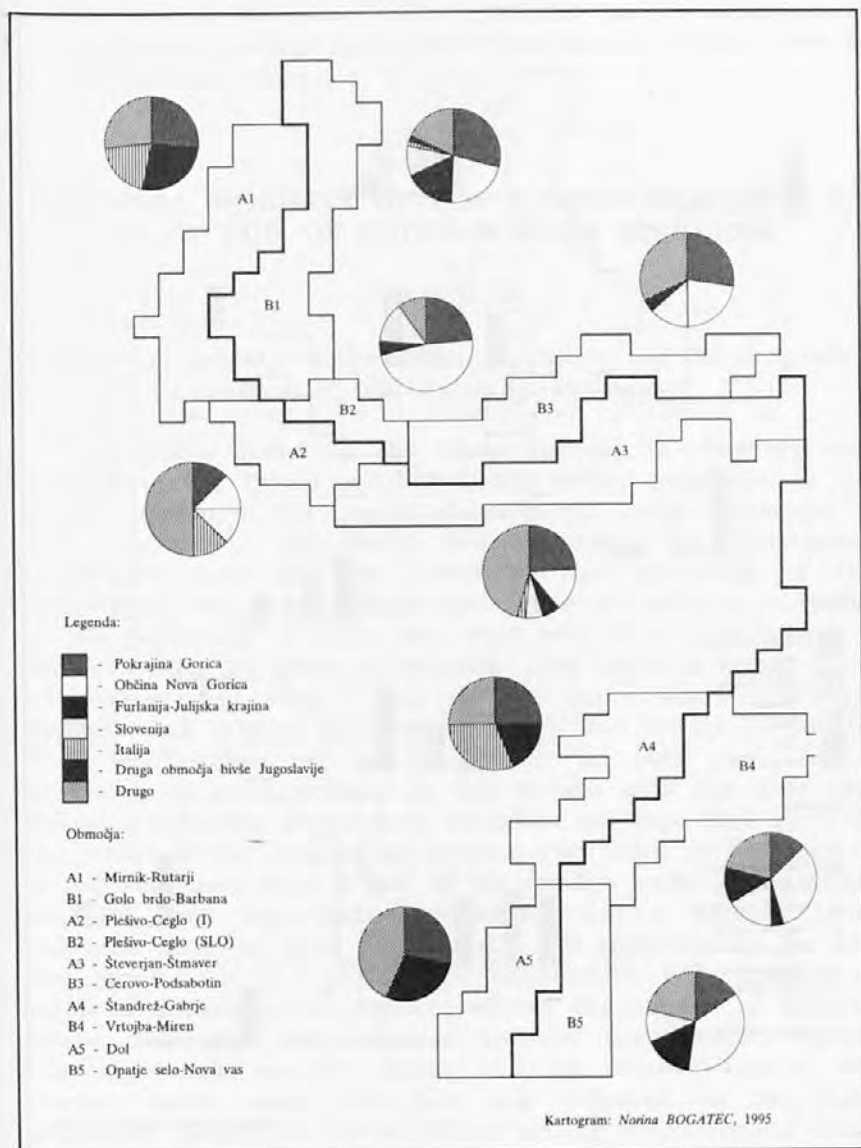 A1
B1
B2
B3
A2
A3
Legenda:
- Pokrajina Gorica
- Občina Nova Gorica
- Furlanija-Julijska krajina
- Slovenija
- Italija
- Druga območja bivše Jugoslavije
- Drugo
A4
B4
Območja:
A1 - Mirnik-Rutarji
B1 - Golo brdo-Barbana
A2 - Plešivo-Ceglo (I)
B2 - Plešivo-Ceglo (SLO)
A3 - Števerjan-Štmaver
B3 - Cerovo-Podsabotin
A4 - Štandrež-Gabrje
B4 - Vrtojba-Miren
A5 - Dol
B5 - Opatje selo-Nova vas
A5
B5
Kartogram: Norina BOGATEC, 1995